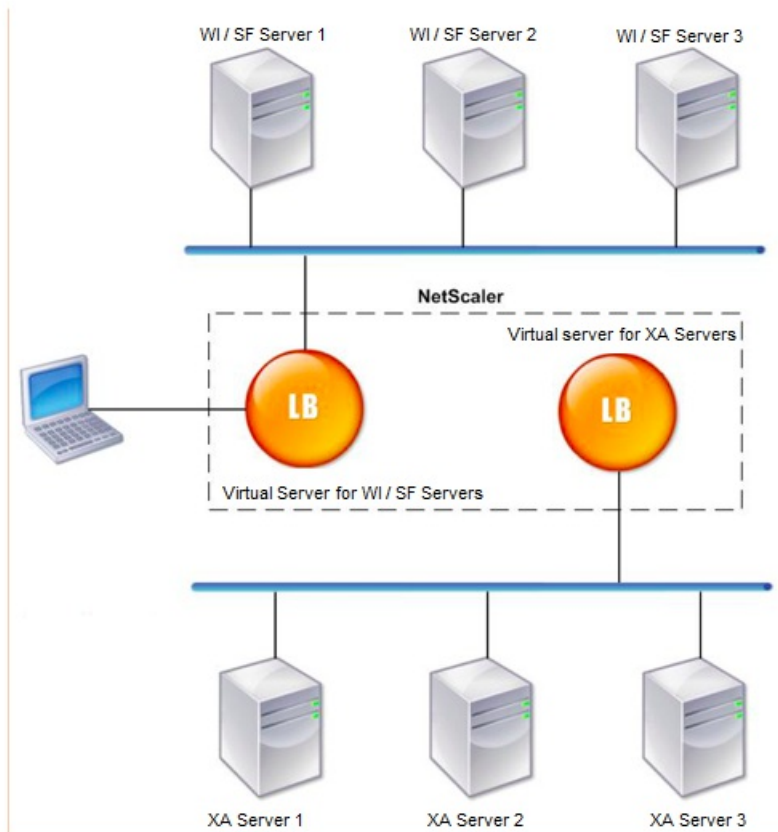 WI / SF Server 1
WI / SF Server 2
WI / SF Server 3
NetScaler
Virtual server for XA Servers
LB
LB
Virtual Server for WI / SF Servers
XA Server 1
XA Server 2
XA Server 3